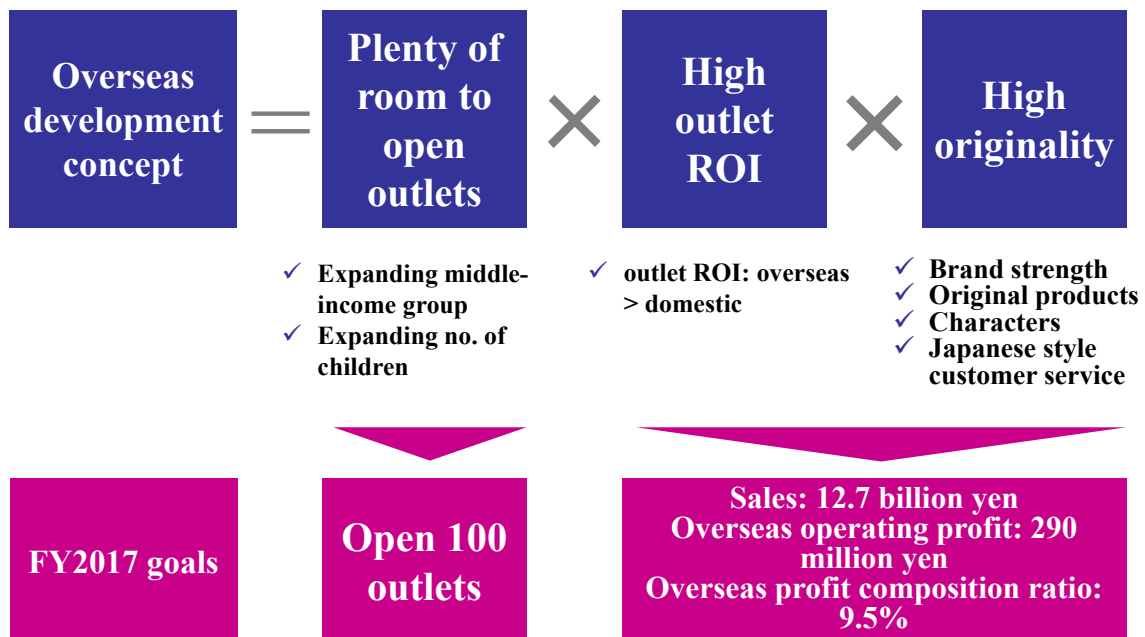 Overseas
development
concept
=
Plenty of
room to
open
outlets
×
High
outlet
ROI
×
High
originality
✓ Expanding middle-
income group
✓ Expanding no. of
children
✓ outlet ROI: overseas
> domestic
✓ Brand strength
✓ Original products
✓ Characters
✓ Japanese style
customer service
FY2017 goals
Open 100
outlets
Sales: 12.7 billion yen
Overseas operating profit: 290
million yen
Overseas profit composition ratio:
9.5%